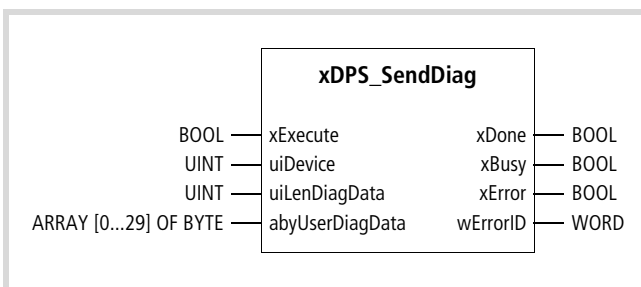 xDPS_SendDiag
BOOL xExecute xDone BOOL
UINT uiDevice xBusy BOOL
UINT uiLenDiagData xError BOOL
ARRAY [0...29] OF BYTE abyUserDiagData wErrorID WORD